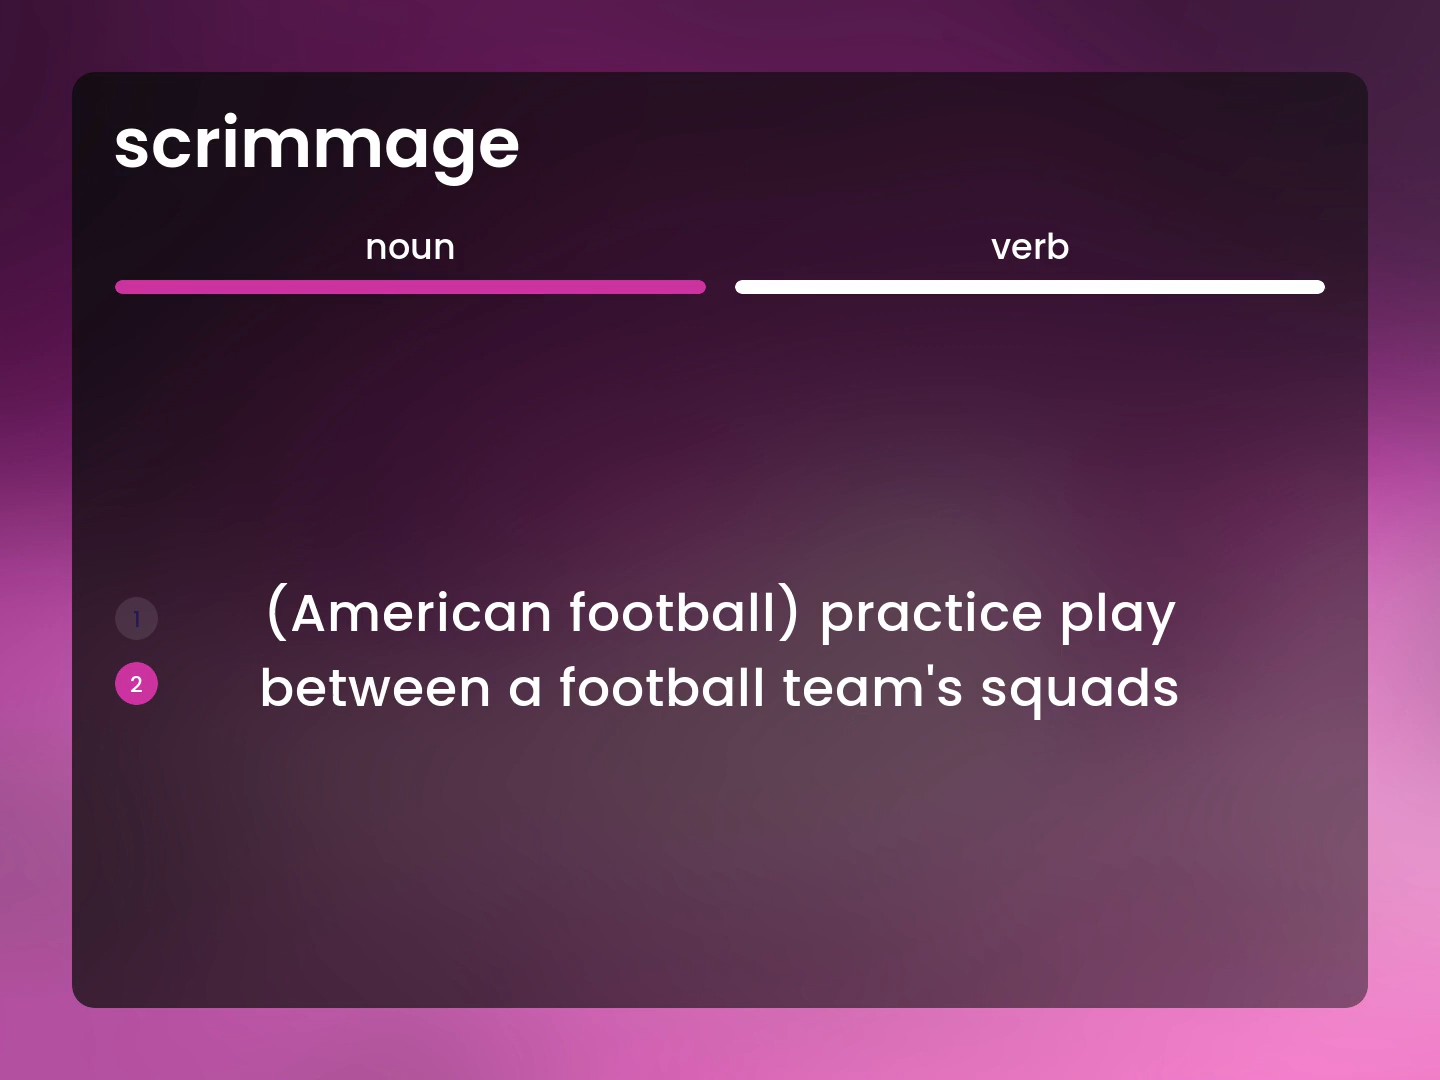 scrimmage
noun
verb
1
2
(American football) practice play
between a football team's squads